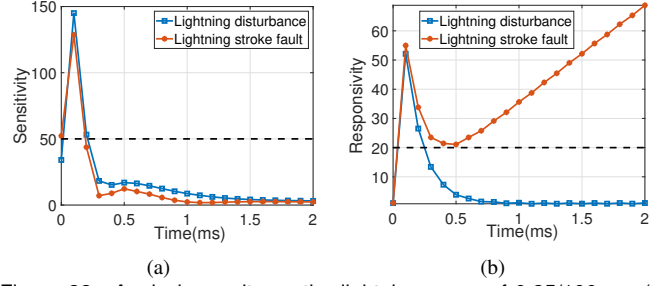 150
100
50
0
Sensitivity
Lightning disturbance
Lightning stroke fault
0 0.5 1 1.5 2
Time(ms)
(a)
60
50
40
30
20
10
Responsivity
Lightning disturbance
Lightning stroke fault
0 0.5 1 1.5 2
Time(ms)
(b)